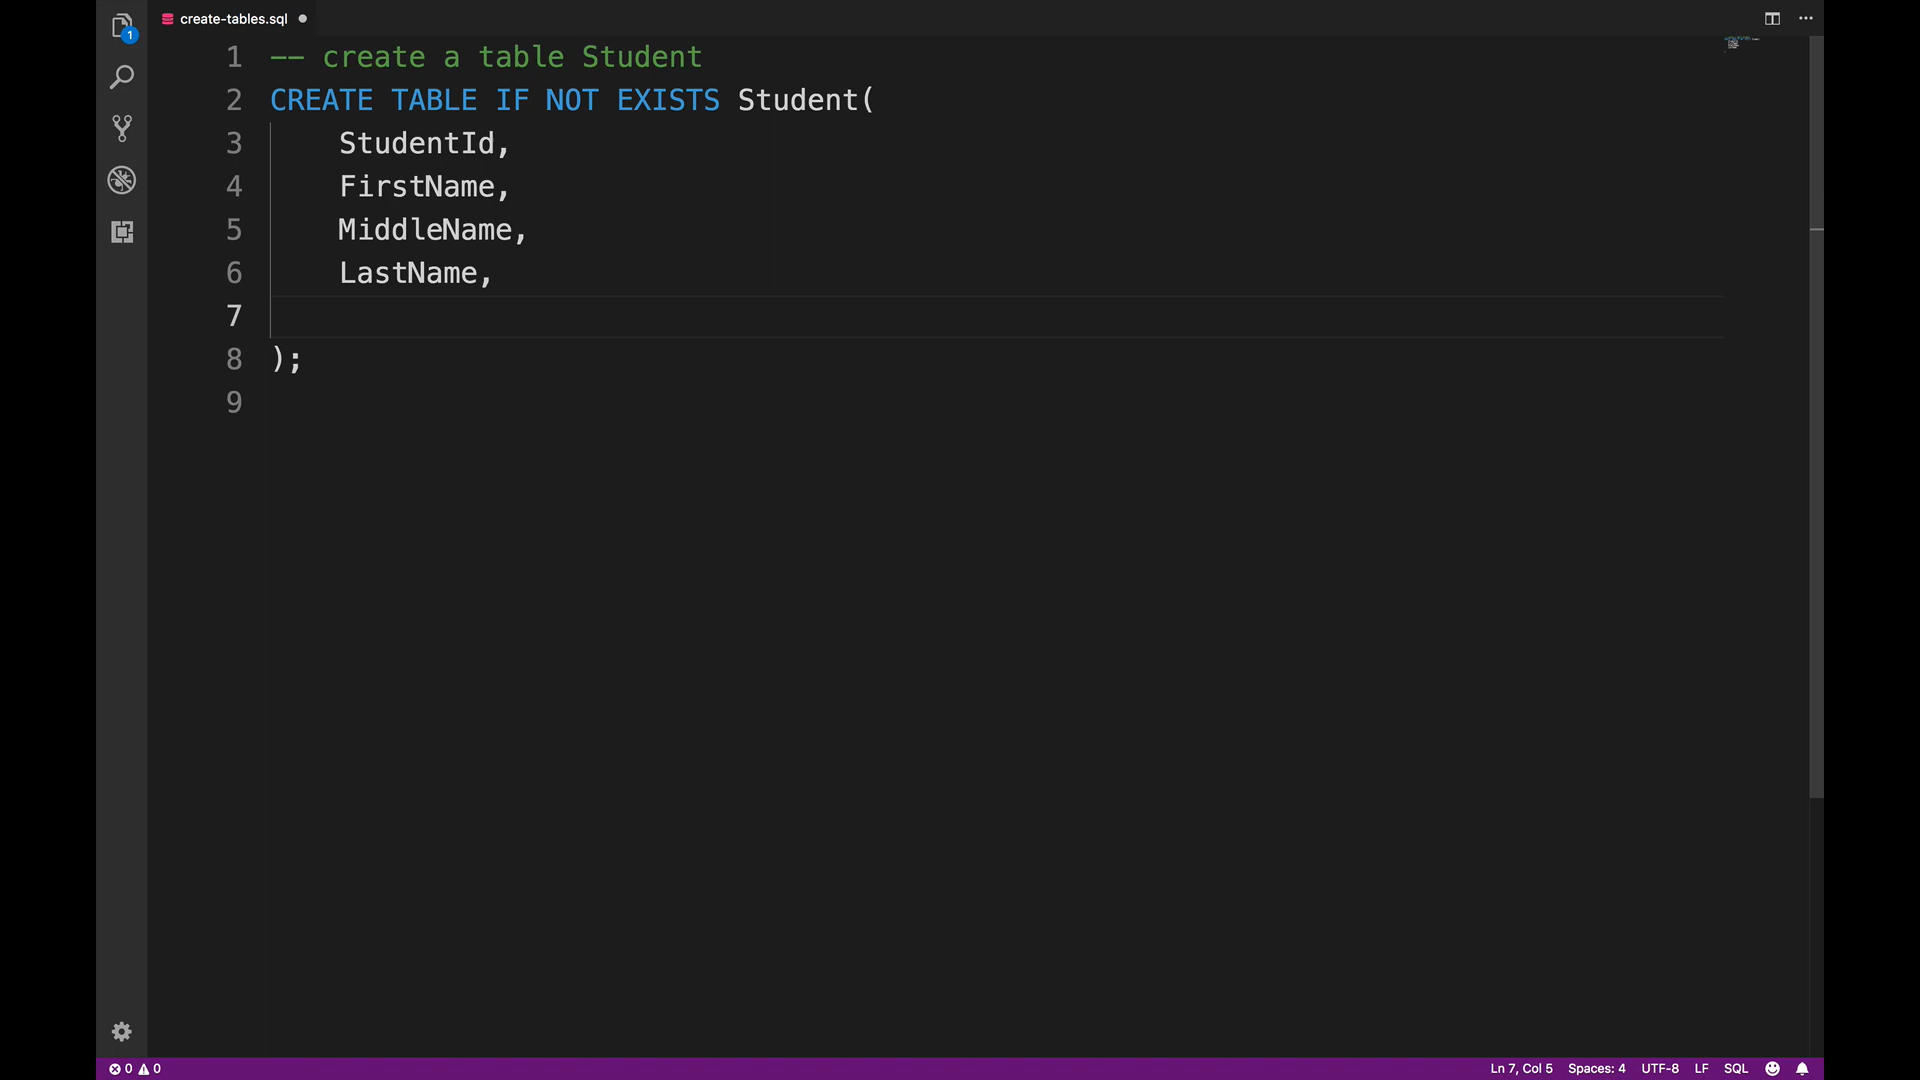 1
create-tables.sql
1 -- create a table Student
2 CREATE TABLE IF NOT EXISTS Student(
3 StudentId,
4 FirstName,
5 MiddleName,
6 LastName,
7
8 );
9
0 0 Ln 7, Col 5 Spaces: 4 UTF-8 LF SQL